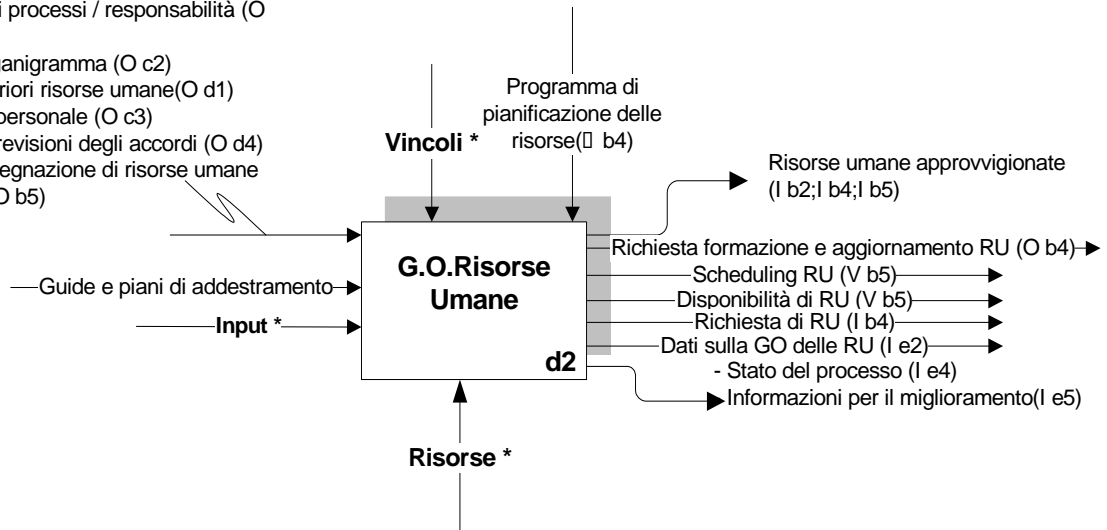 i processi / responsabilità (O
anigramma (O c2)
riori risorse umane(O d1)
personale (O c3)
revisioni degli accordi (O d4)
egnazione di risorse umane
O b5)
Vincoli *
Programma di
pianificazione delle
risorse( b4)
Risorse umane approvvigionate
(I b2;I b4;I b5)
G.O.Risorse
Umane
d2
Guide e piani di addestramento
Input *
Richiesta formazione e aggiornamento RU (O b4)
Scheduling RU (V b5)
Disponibilità di RU (V b5)
Richiesta di RU (I b4)
Dati sulla GO delle RU (I e2)
- Stato del processo (I e4)
Informazioni per il miglioramento(I e5)
Risorse *